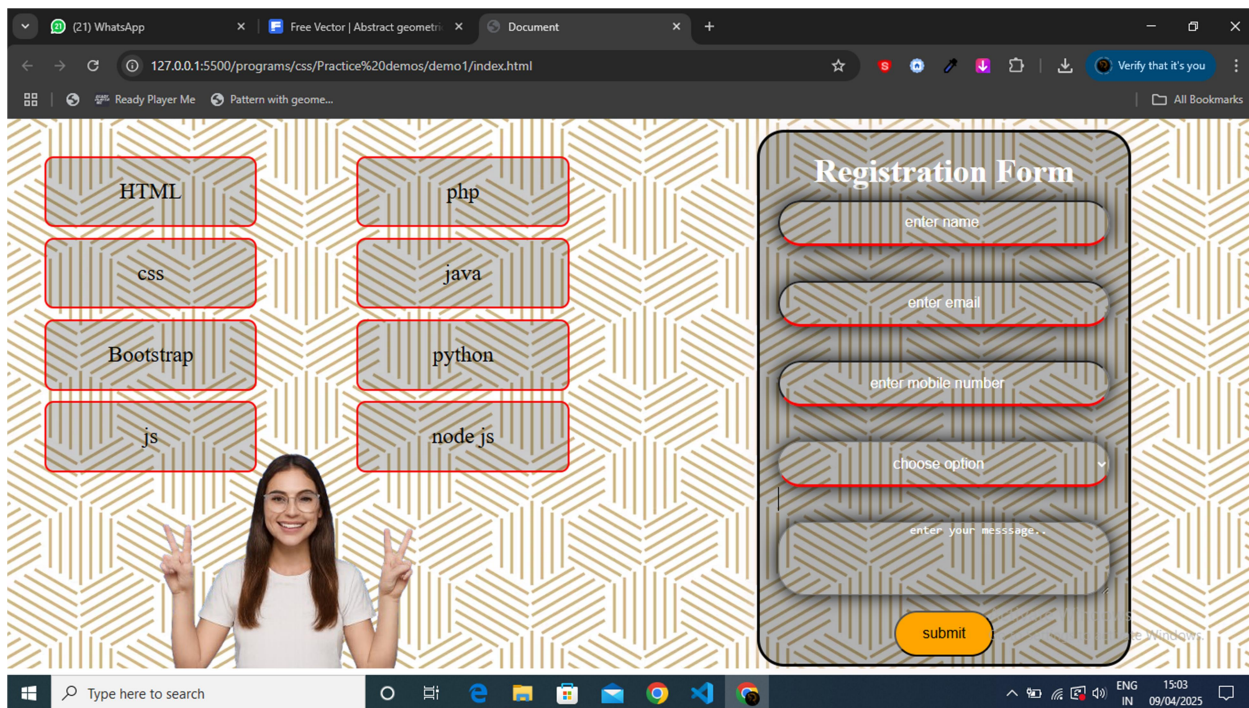 (21) WhatsApp
Free Vector | Abstract geometri
Document
127.0.0.1:5500/programs/css/Practice%20demos/demo1/index.html
Verify that it's you
Ready Player Me
Pattern with geome...
All Bookmarks
HTML
php
css
java
Bootstrap
python
js
node js
Registration Form
enter name
enter email
enter mobile number
choose option
enter your messsage..
submit
Windows.
Type here to search
ENG
IN
15:03
09/04/2025